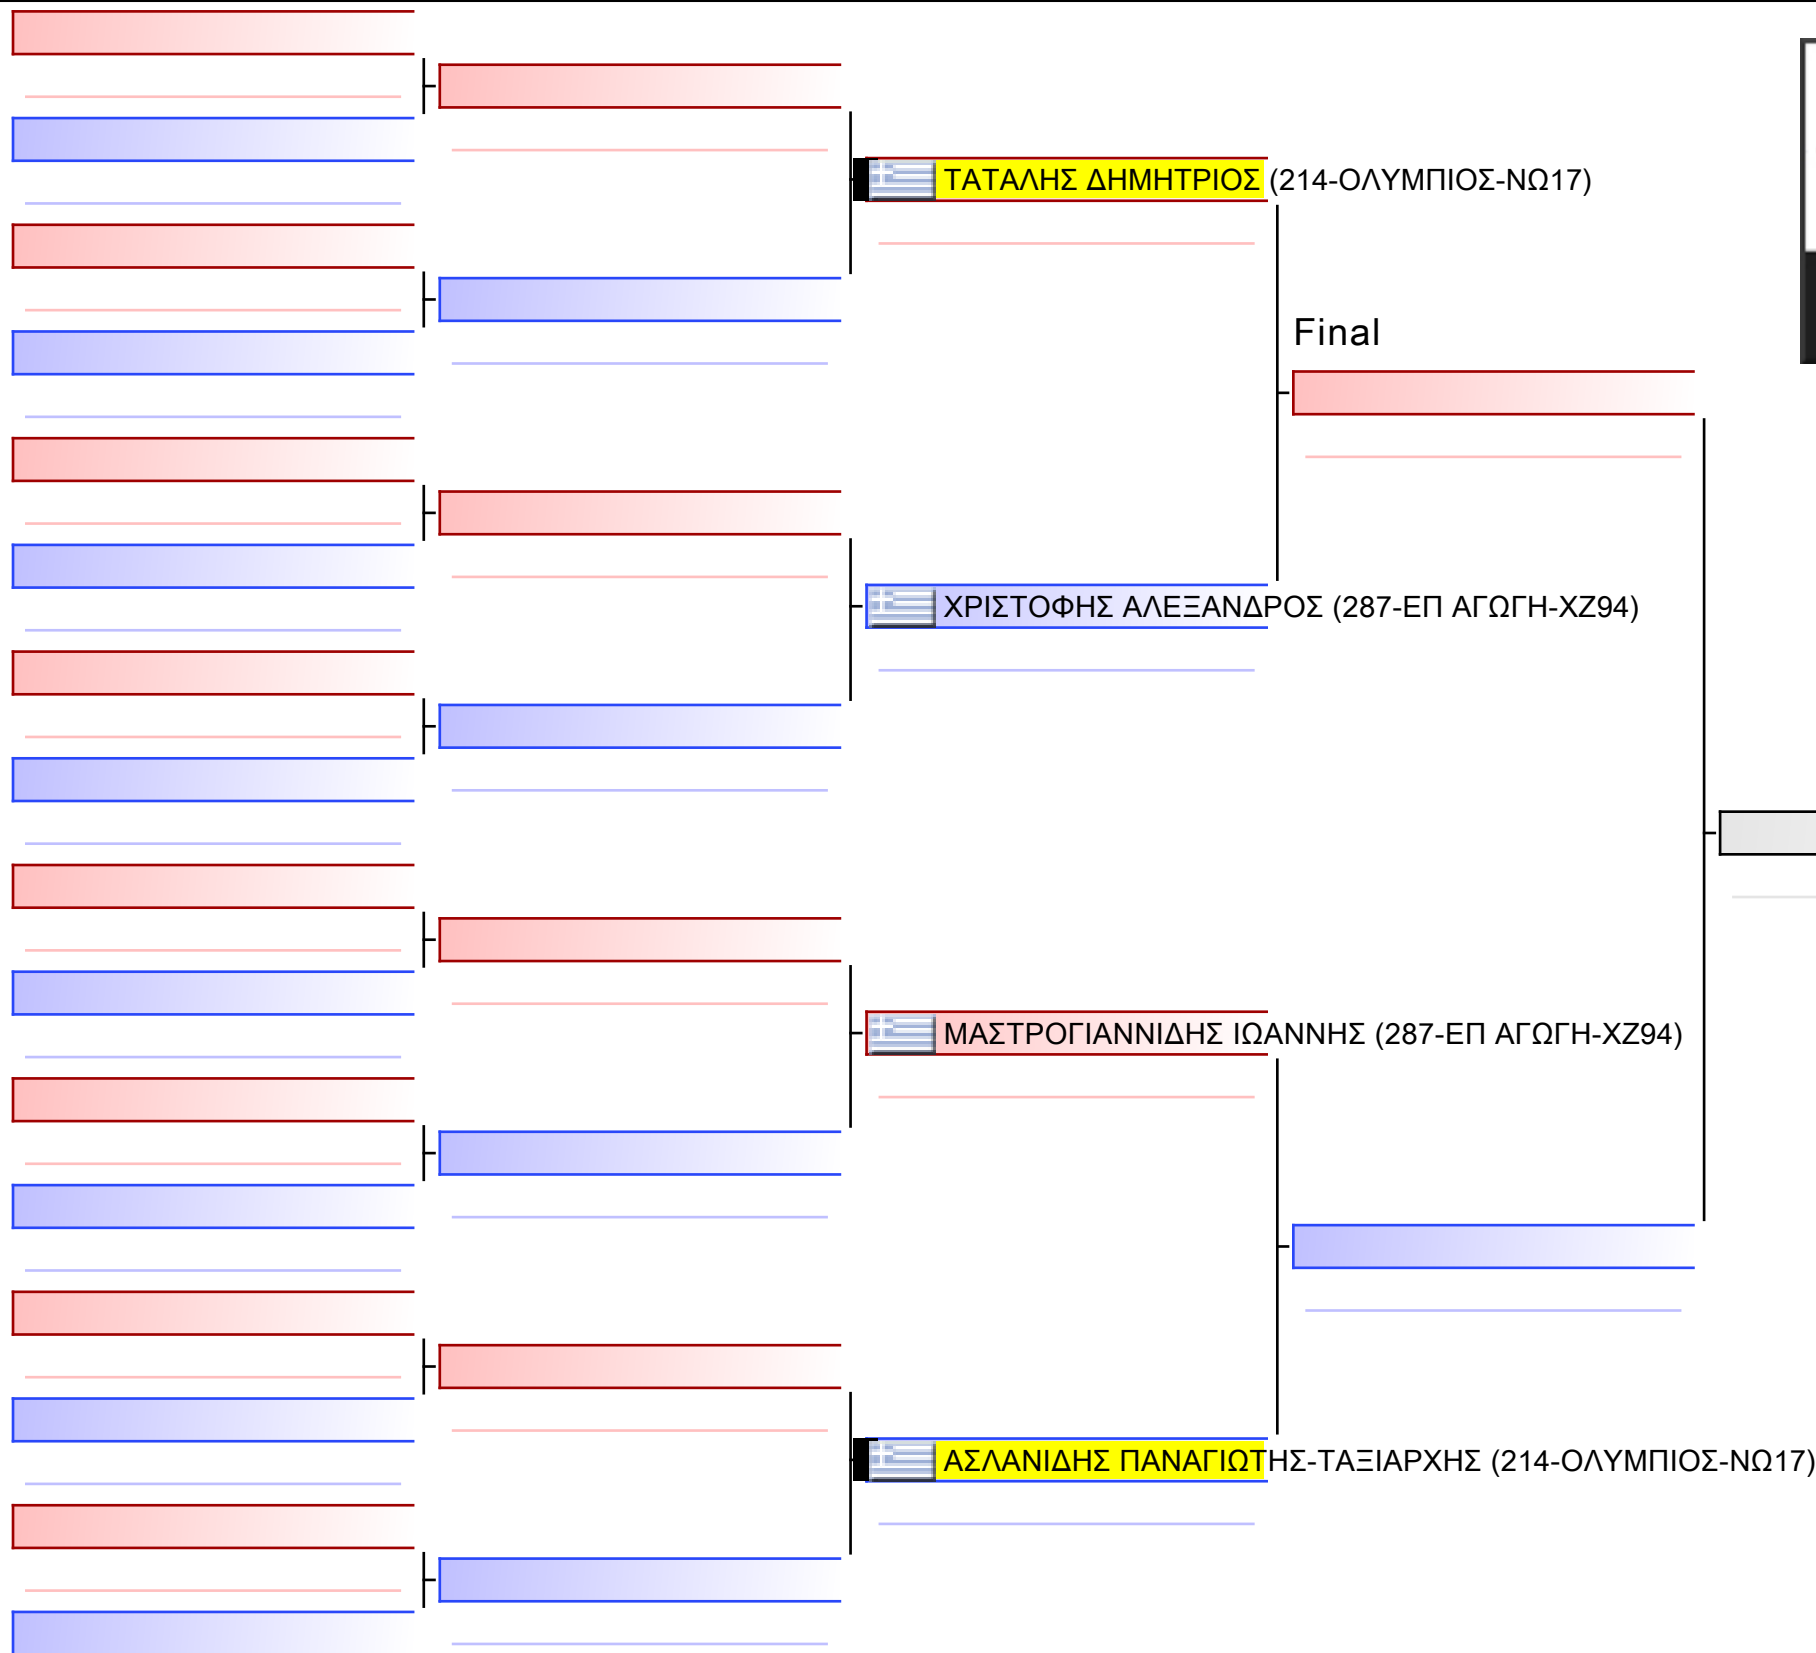 ΤΑΤΑΛΗΣ ΔΗΜΗΤΡΙΟΣ (214-ΟΛΥΜΠΙΟΣ-ΝΩ17)
Final
ΧΡΙΣΤΟΦΗΣ ΑΛΕΞΑΝΔΡΟΣ (287-ΕΠ ΑΓΩΓΗ-ΧΖ94)
ΜΑΣΤΡΟΓΙΑΝΝΙΔΗΣ ΙΩΑΝΝΗΣ (287-ΕΠ ΑΓΩΓΗ-ΧΖ94)
ΑΣΛΑΝΙΔΗΣ ΠΑΝΑΓΙΩΤΗΣ-ΤΑΞΙΑΡΧΗΣ (214-ΟΛΥΜΠΙΟΣ-ΝΩ17)